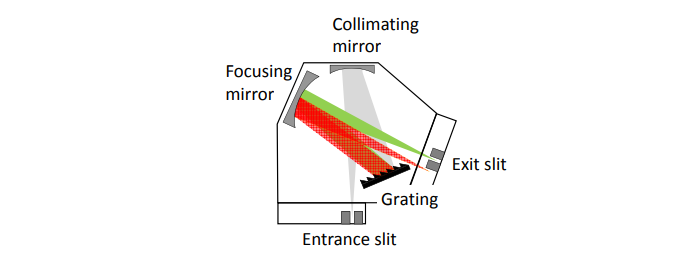 Collimating
mirror
Focusing
mirror
Exit slit
Grating
Entrance slit